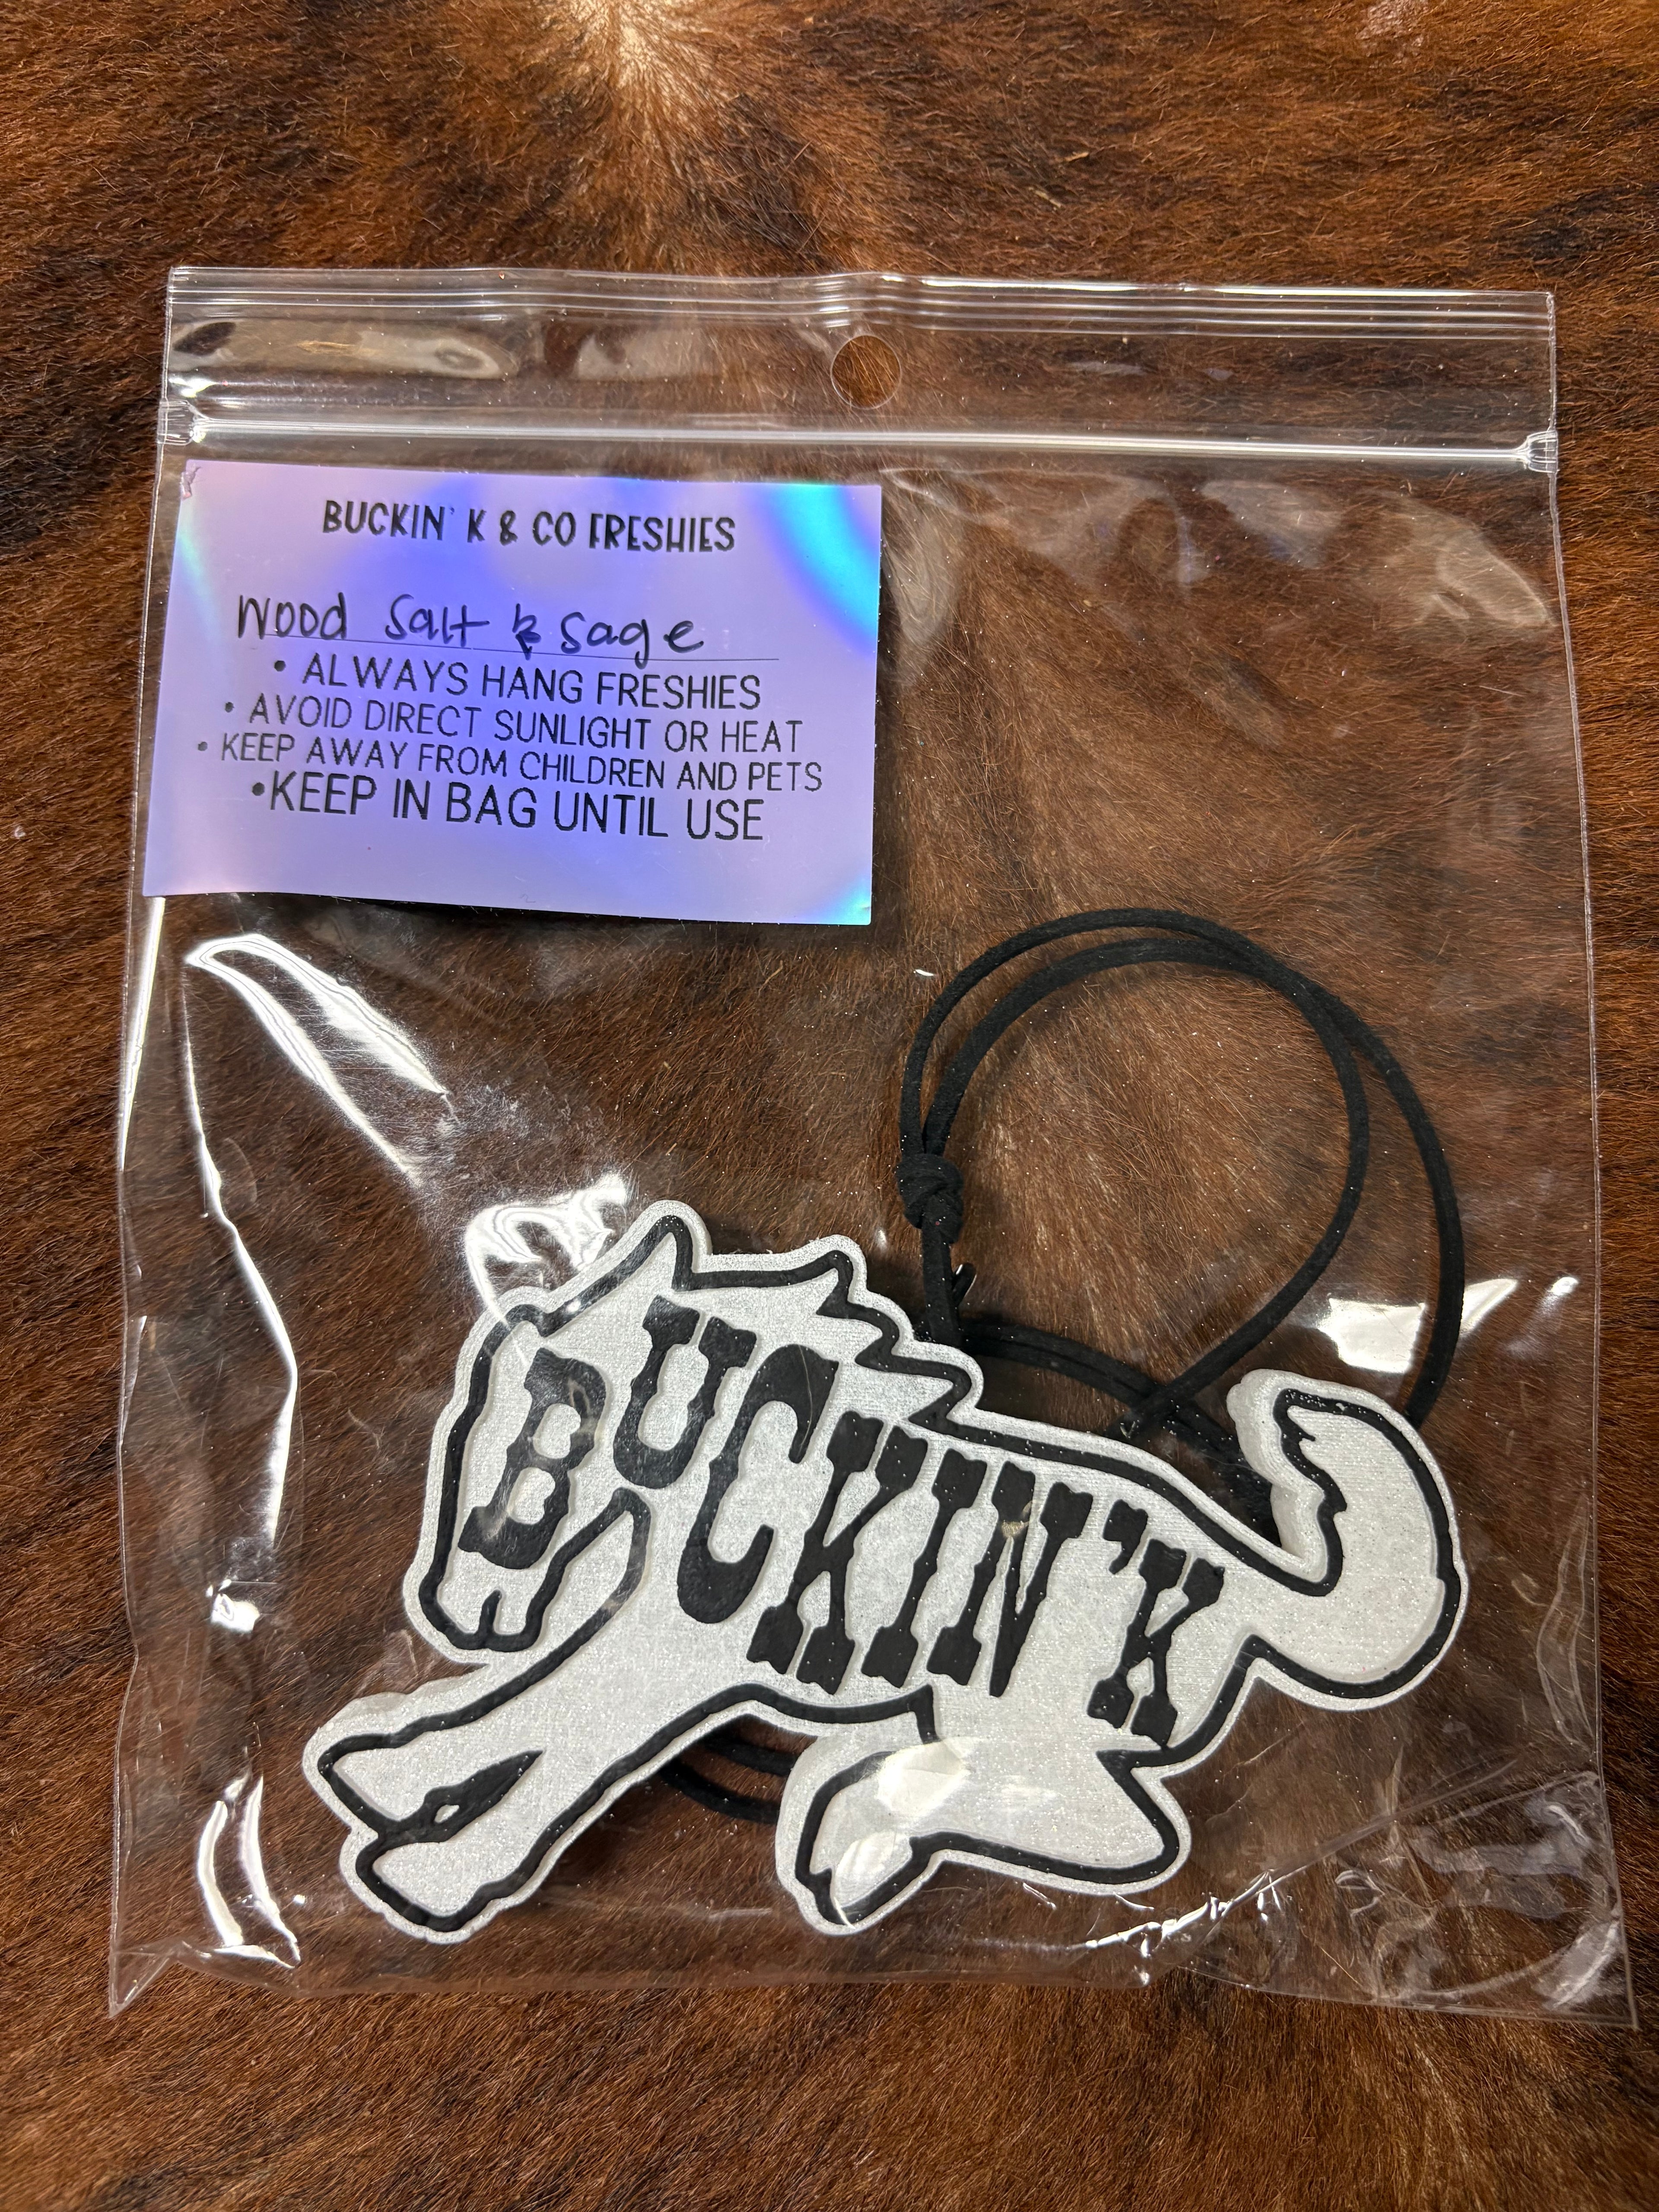 BUCKIN' K & CO FRESHIES
Wood Salt & Sage
• ALWAYS HANG FRESHIES
• AVOID DIRECT SUNLIGHT OR HEAT
• KEEP AWAY FROM CHILDREN AND PETS
•KEEP IN BAG UNTIL USE
BUCKIN'K